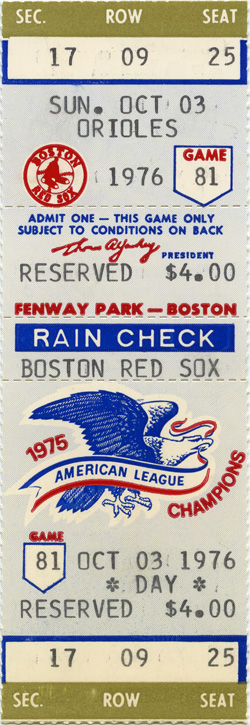 SEC. ROW SEAT
17 09 25
SUN. OCT 03
ORIOLES
BOSTON RED SOX 1976 GAME 81
ADMIT ONE — THIS GAME ONLY
SUBJECT TO CONDITIONS ON BACK
PRESIDENT
RESERVED $4.00
FENWAY PARK — BOSTON
RAIN CHECK
BOSTON RED SOX
1975
AMERICAN LEAGUE
CHAMPIONS
GAME
81 OCT 03 1976
* DAY *
RESERVED $4.00
17 09 25
SEC. ROW SEAT